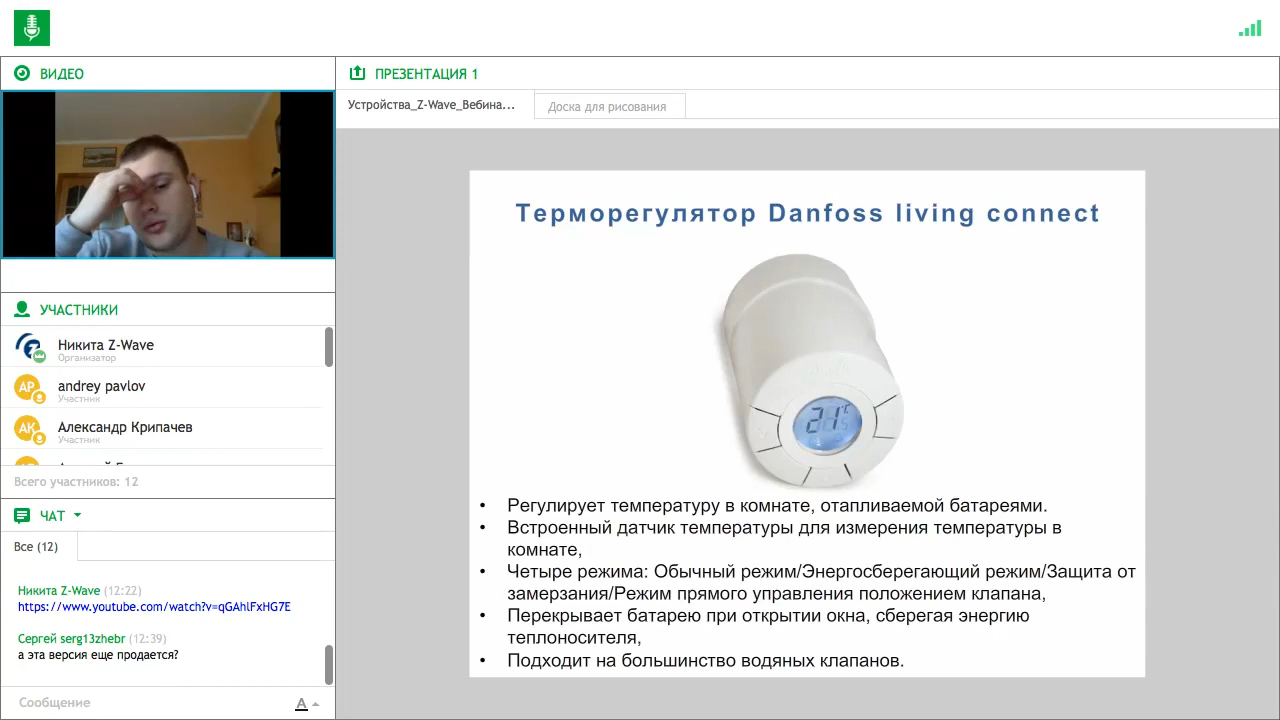 ВИДЕО
ПРЕЗЕНТАЦИЯ 1
Устройства_Z-Wave_Вебина...
Доска для рисования
УЧАСТНИКИ
Никита Z-Wave
Организатор
AP
andrey pavlov
Участник
АК
Александр Крипачев
Участник
Всего участников: 12
ЧАТ
Все (12)
Никита Z-Wave (12:22)
https://www.youtube.com/watch?v=qGAhlFxHG7E
Сергей serg13zhebr (12:39)
а эта версия еще продается?
Сообщение
A
Терморегулятор Danfoss living connect
21°C
• Регулирует температуру в комнате, отапливаемой батареями.
• Встроенный датчик температуры для измерения температуры в
комнате,
• Четыре режима: Обычный режим/Энергосберегающий режим/Защита от
замерзания/Режим прямого управления положением клапана,
• Перекрывает батарею при открытии окна, сберегая энергию
теплоносителя,
• Подходит на большинство водяных клапанов.